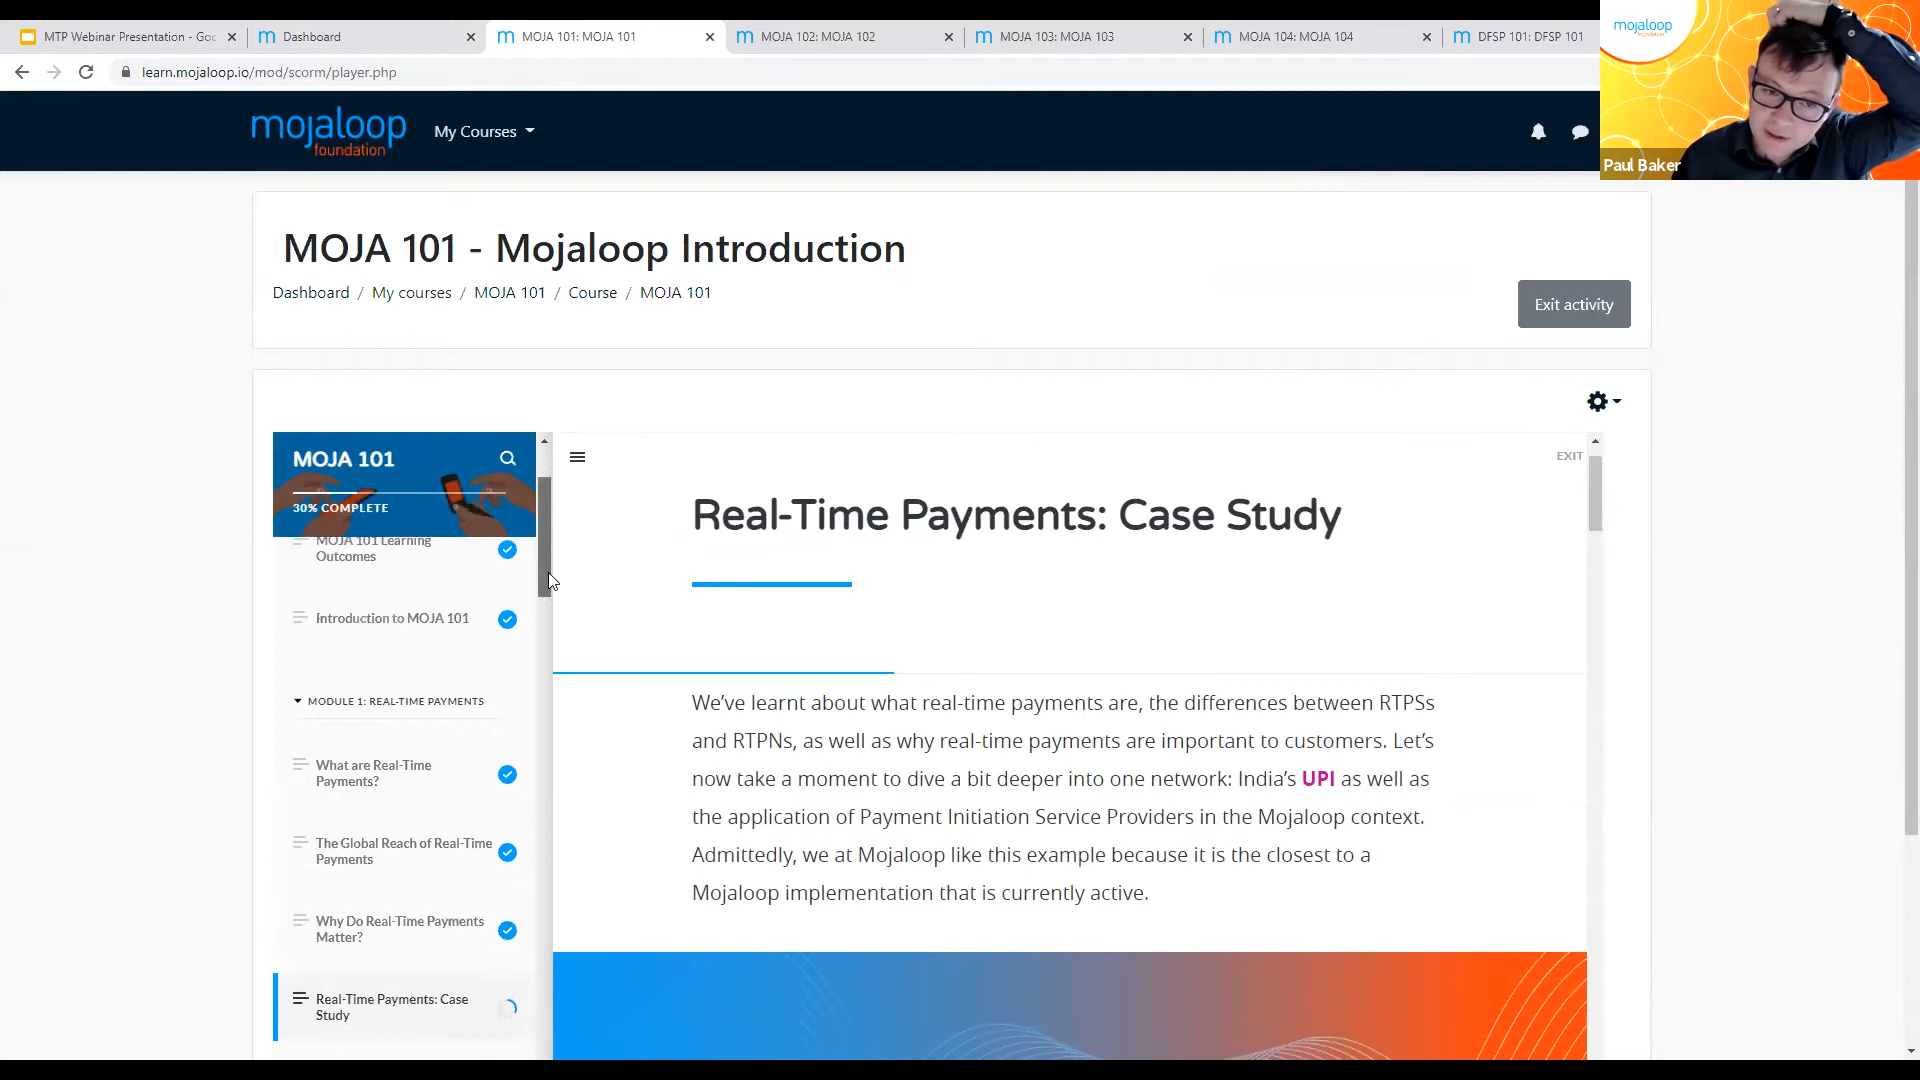 MTP Webinar Presentation - Goo
Dashboard
MOJA 101: MOJA 101
MOJA 102: MOJA 102
MOJA 103: MOJA 103
MOJA 104: MOJA 104
DFSP 101: DFSP 101
learn.mojaloop.io/mod/scorm/player.php
mojaloop
foundation
Paul Baker
mojaloop
foundation
My Courses
MOJA 101 - Mojaloop Introduction
Dashboard / My courses / MOJA 101 / Course / MOJA 101
Exit activity
MOJA 101
30% COMPLETE
MOJA 101 Learning
Outcomes
Introduction to MOJA 101
MODULE 1: REAL-TIME PAYMENTS
What are Real-Time
Payments?
The Global Reach of Real-Time
Payments
Why Do Real-Time Payments
Matter?
Real-Time Payments: Case
Study
EXIT
Real-Time Payments: Case Study
We’ve learnt about what real-time payments are, the differences between RTPSs
and RTPNs, as well as why real-time payments are important to customers. Let’s
now take a moment to dive a bit deeper into one network: India’s UPI as well as
the application of Payment Initiation Service Providers in the Mojaloop context.
Admittedly, we at Mojaloop like this example because it is the closest to a
Mojaloop implementation that is currently active.